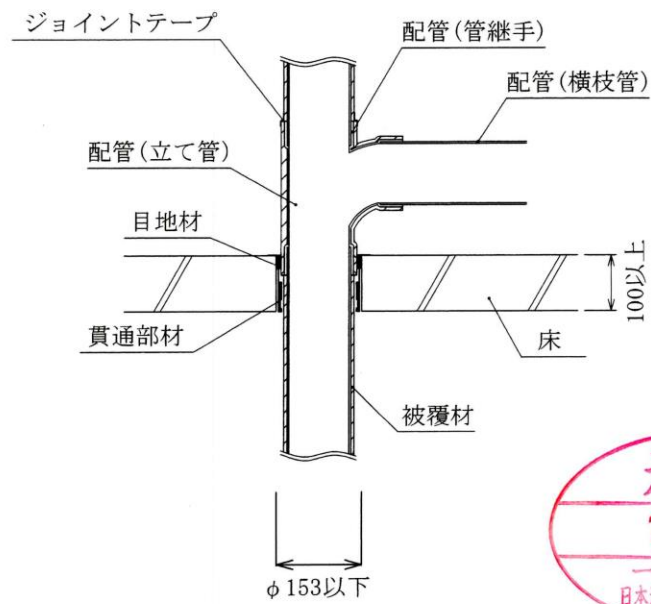 ジョイントテープ
配管(管継手)
配管(横枝管)
配管(立て管)
目地材
100以上
貫通部材
床
被覆材
φ153以下
日本